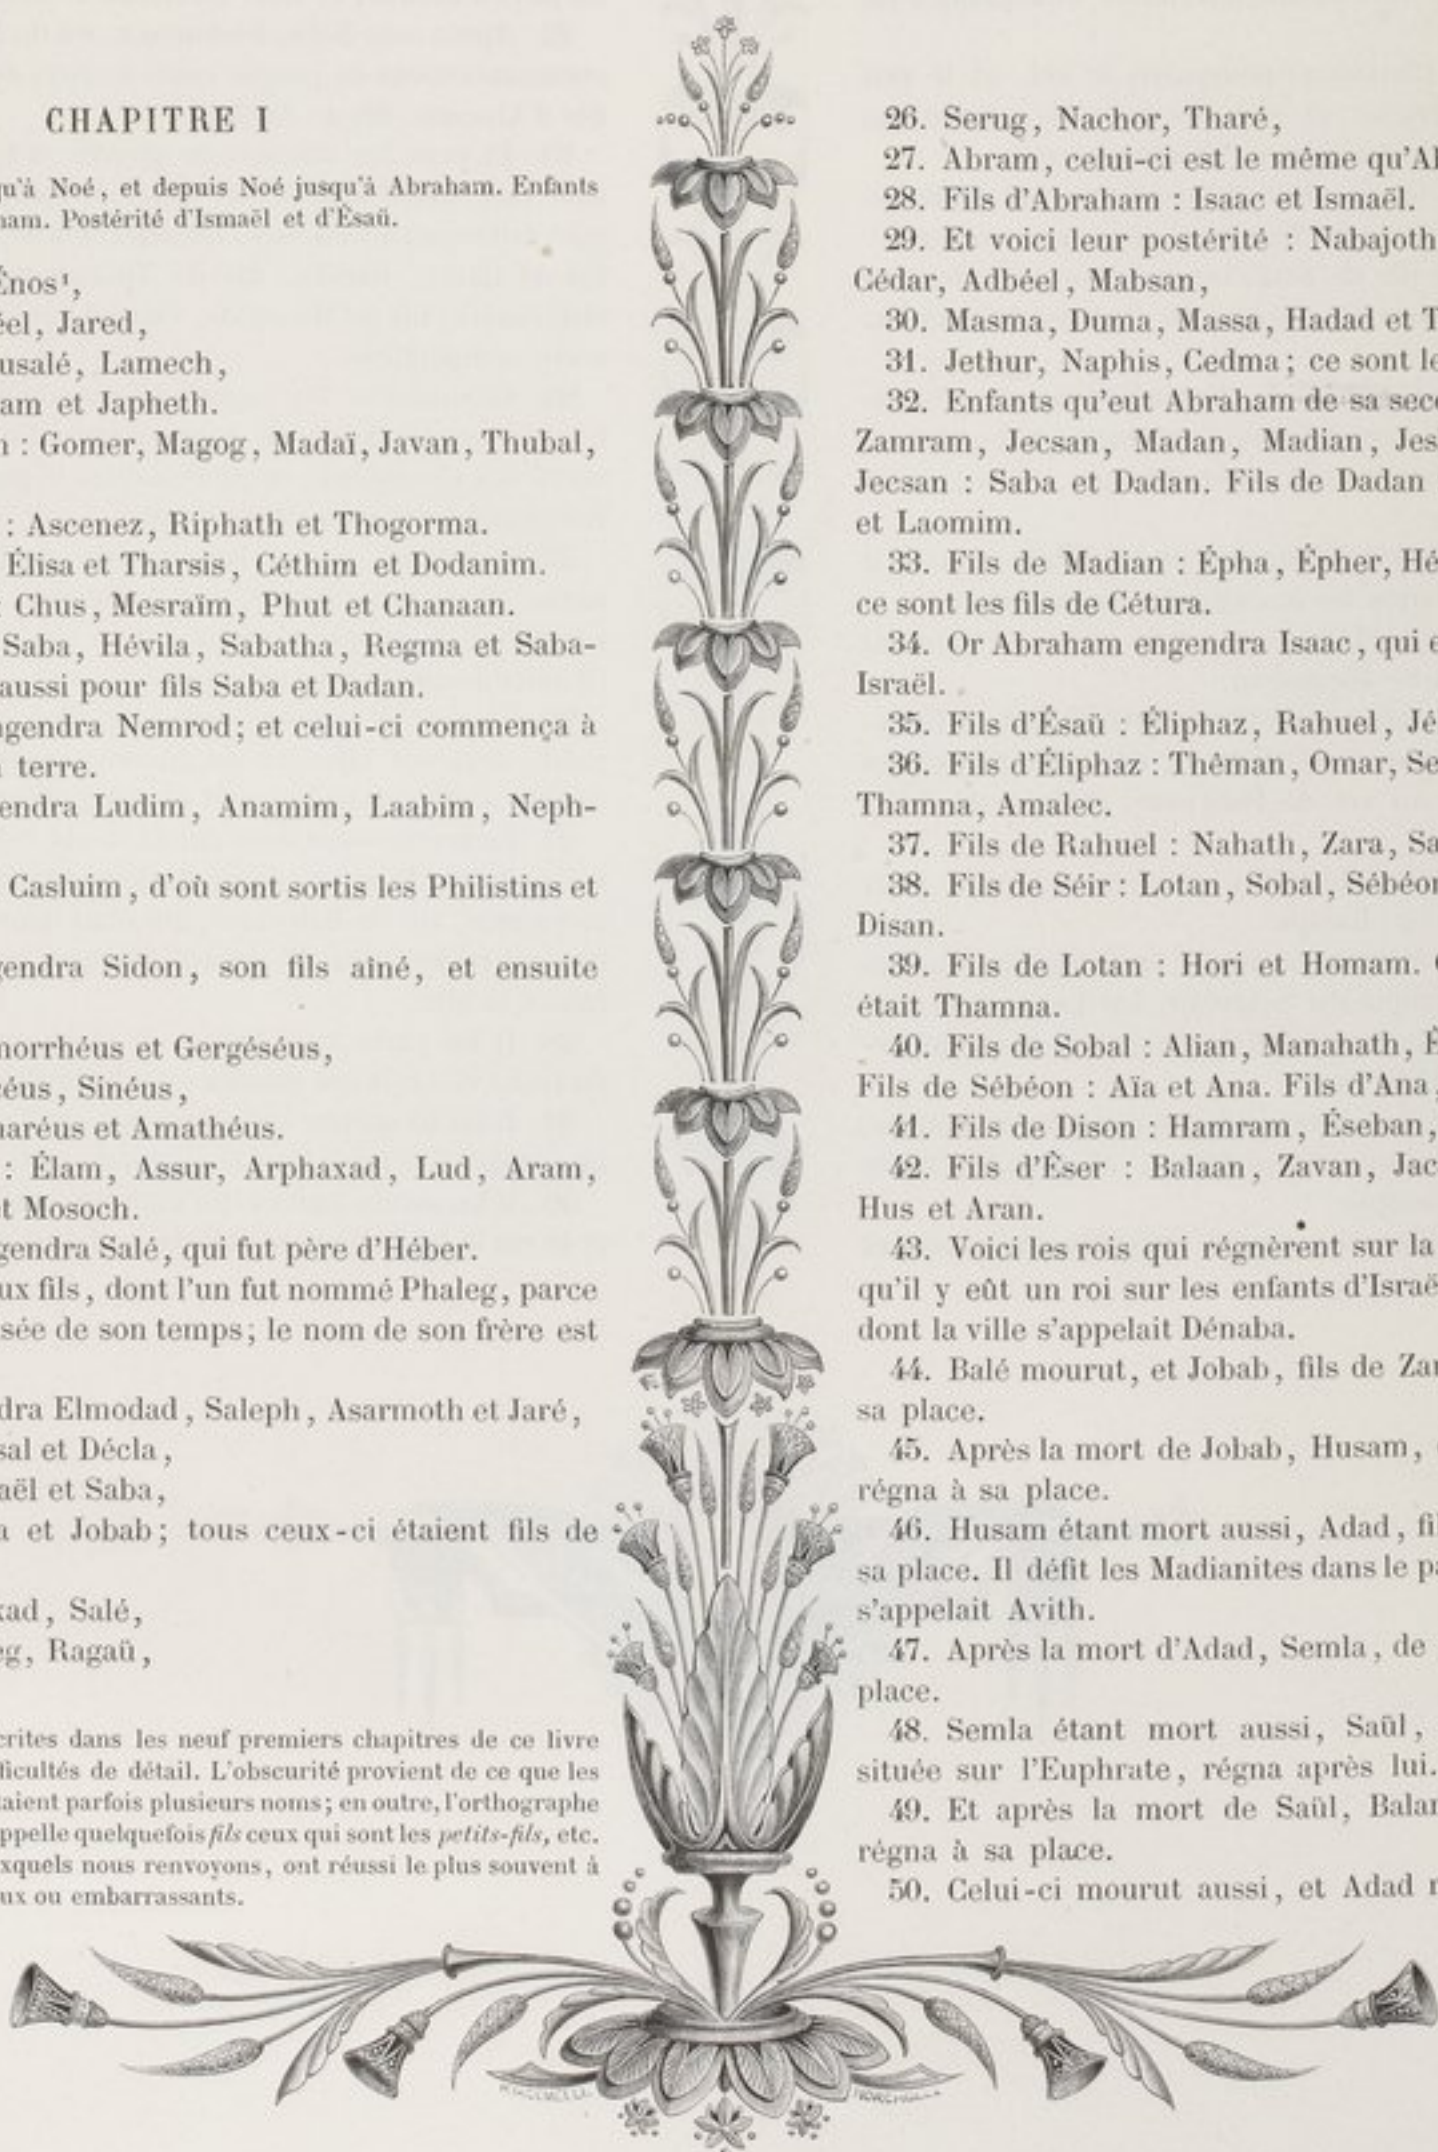 CHAPITRE I
qu'à Noé, et depuis Noé jusqu'à Abraham. Enfants
ham. Postérité d'Ismaël et d'Èsaü.
Énos¹,
éel, Jared,
usalé, Lamech,
am et Japheth.
: Gomer, Magog, Madaï, Javan, Thubal,
: Ascenez, Riphath et Thogorma.
Élisa et Tharsis, Céthim et Dodanim.
: Chus, Mesraïm, Phut et Chanaan.
Saba, Hévila, Sabatha, Regma et Saba-
aussi pour fils Saba et Dadan.
ngendra Nemrod; et celui-ci commença à
terre.
endra Ludim, Anamim, Laabim, Neph-
Casluim, d'où sont sortis les Philistins et
gendra Sidon, son fils aîné, et ensuite
norrhéus et Gergéséus,
céus, Sinéus,
naréus et Amathéus.
: Élam, Assur, Arphaxad, Lud, Aram,
et Mosoch.
gendra Salé, qui fut père d'Héber.
ux fils, dont l'un fut nommé Phaleg, parce
sée de son temps; le nom de son frère est
dra Elmodad, Saleph, Asarmoth et Jaré,
sal et Décla,
aël et Saba,
a et Jobab; tous ceux-ci étaient fils de
xad, Salé,
eg, Ragaü,
crites dans les neuf premiers chapitres de ce livre
ficultés de détail. L'obscurité provient de ce que les
aient parfois plusieurs noms; en outre, l'orthographe
ppelle quelquefois fils ceux qui sont les petits-fils, etc.
xquels nous renvoyons, ont réussi le plus souvent à
ux ou embarrassants.
26. Serug, Nachor, Tharé,
27. Abram, celui-ci est le même qu'Al
28. Fils d'Abraham : Isaac et Ismaël.
29. Et voici leur postérité : Nabajoth
Cédar, Adbéel, Mabsan,
30. Masma, Duma, Massa, Hadad et T
31. Jethur, Naphis, Cedma; ce sont le
32. Enfants qu'eut Abraham de sa seco
Zamram, Jecsan, Madan, Madian, Jes
Jecsan : Saba et Dadan. Fils de Dadan
et Laomim.
33. Fils de Madian : Épha, Épher, Hé
ce sont les fils de Cétura.
34. Or Abraham engendra Isaac, qui e
Israël.
35. Fils d'Ésaü : Éliphaz, Rahuel, Jé
36. Fils d'Éliphaz : Thêman, Omar, Se
Thamna, Amalec.
37. Fils de Rahuel : Nahath, Zara, Sa
38. Fils de Séir : Lotan, Sobal, Sébéon
Disan.
39. Fils de Lotan : Hori et Homam.
était Thamna.
40. Fils de Sobal : Alian, Manahath, É
Fils de Sébéon : Aïa et Ana. Fils d'Ana,
41. Fils de Dison : Hamram, Éseban,
42. Fils d'Èser : Balaan, Zavan, Jac
Hus et Aran.
43. Voici les rois qui régnèrent sur la
qu'il y eût un roi sur les enfants d'Israë
dont la ville s'appelait Dénaba.
44. Balé mourut, et Jobab, fils de Zar
sa place.
45. Après la mort de Jobab, Husam,
régna à sa place.
46. Husam étant mort aussi, Adad, fil
sa place. Il défit les Madianites dans le pa
s'appelait Avith.
47. Après la mort d'Adad, Semla, de
place.
48. Semla étant mort aussi, Saül,
située sur l'Euphrate, régna après lui.
49. Et après la mort de Saül, Balan
régna à sa place.
50. Celui-ci mourut aussi, et Adad r